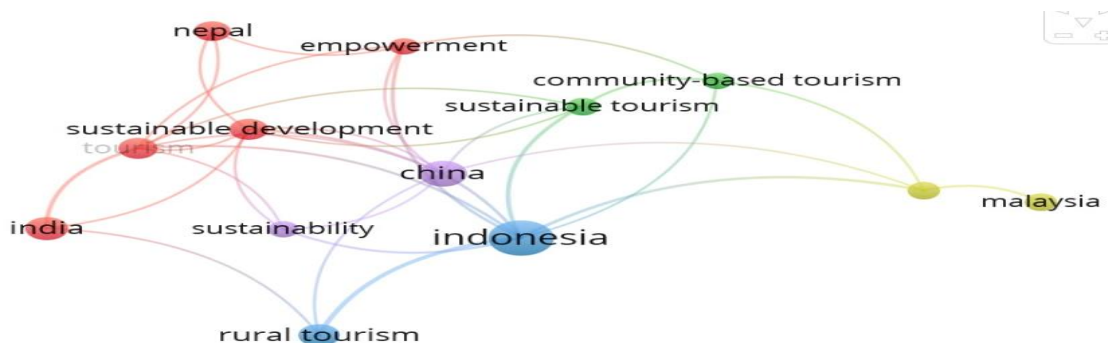 nepal
empowerment
community-based tourism
sustainable tourism
sustainable development
tourism
china
malaysia
india
sustainability
indonesia
rural tourism